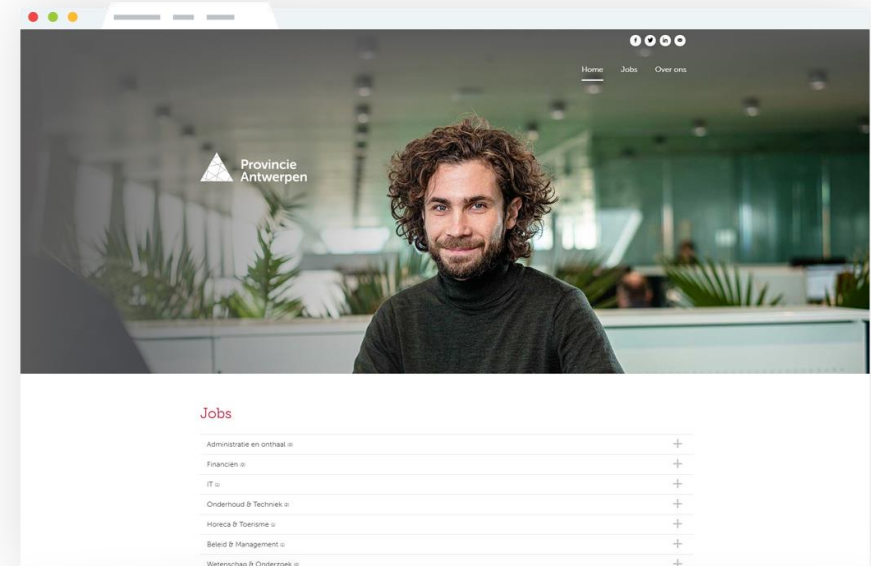 Home Jobs Over ons
Provincie
Antwerpen
Jobs
Administratie en onthaal
Financiën
IT
Onderhoud & Techniek
Horeca & Toerisme
Beleid & Management
Wetenschap & Onderzoek